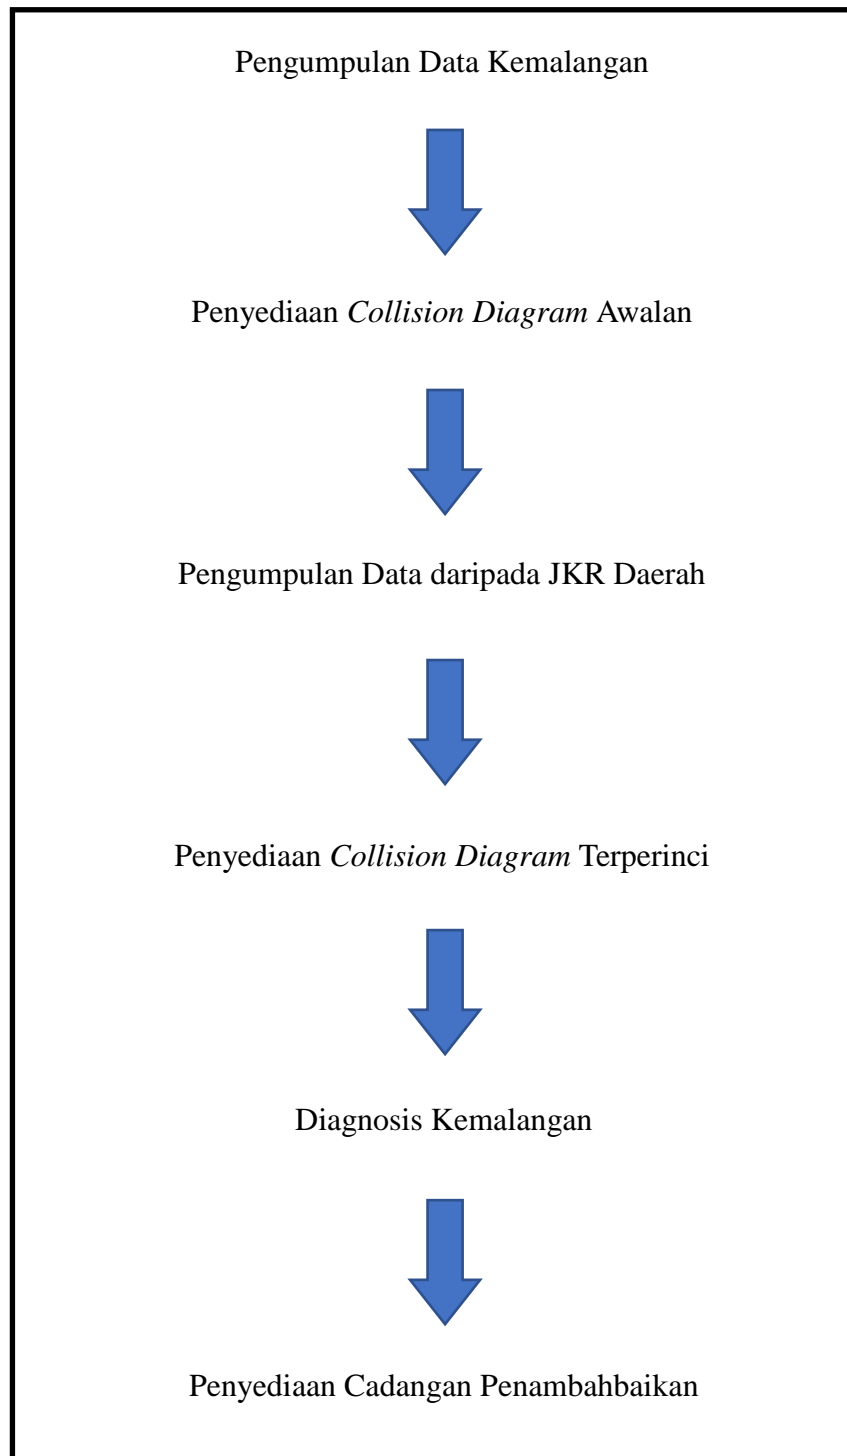 Pengumpulan Data Kemalangan
Penyediaan Collision Diagram Awalan
Pengumpulan Data daripada JKR Daerah
Penyediaan Collision Diagram Terperinci
Diagnosis Kemalangan
Penyediaan Cadangan Penambahbaikan